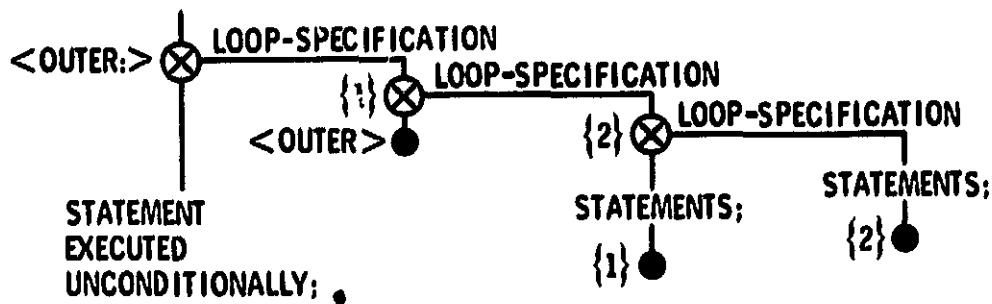 LOOP-SPECIFICATION
<OUTER:>
LOOP-SPECIFICATION
{1}
<OUTER>
LOOP-SPECIFICATION
{2}
STATEMENTS;
STATEMENTS;
STATEMENT
EXECUTED
UNCONDITIONALLY;
{1}
{2}